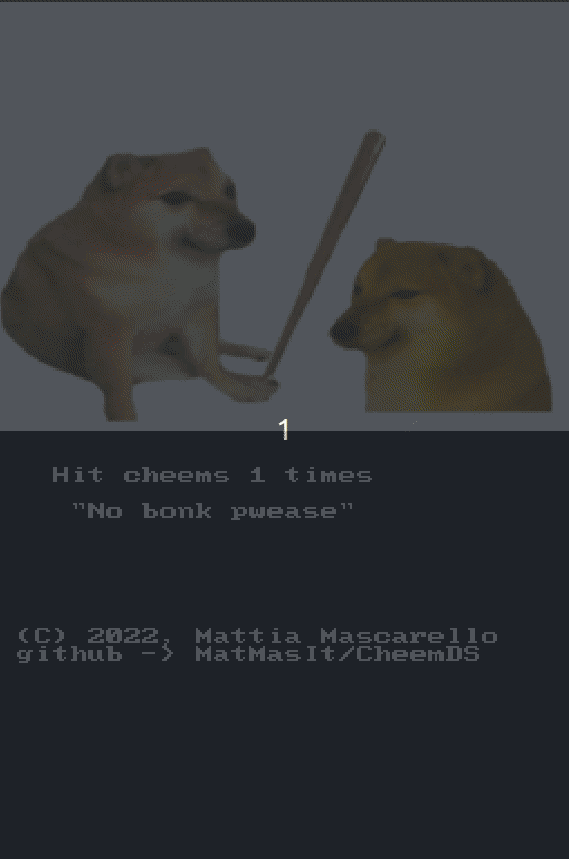 1
Hit cheems 1 times
"No bonk pwease"
(C) 2022, Mattia Mascarello
github -> MatMasIt/CheemDS